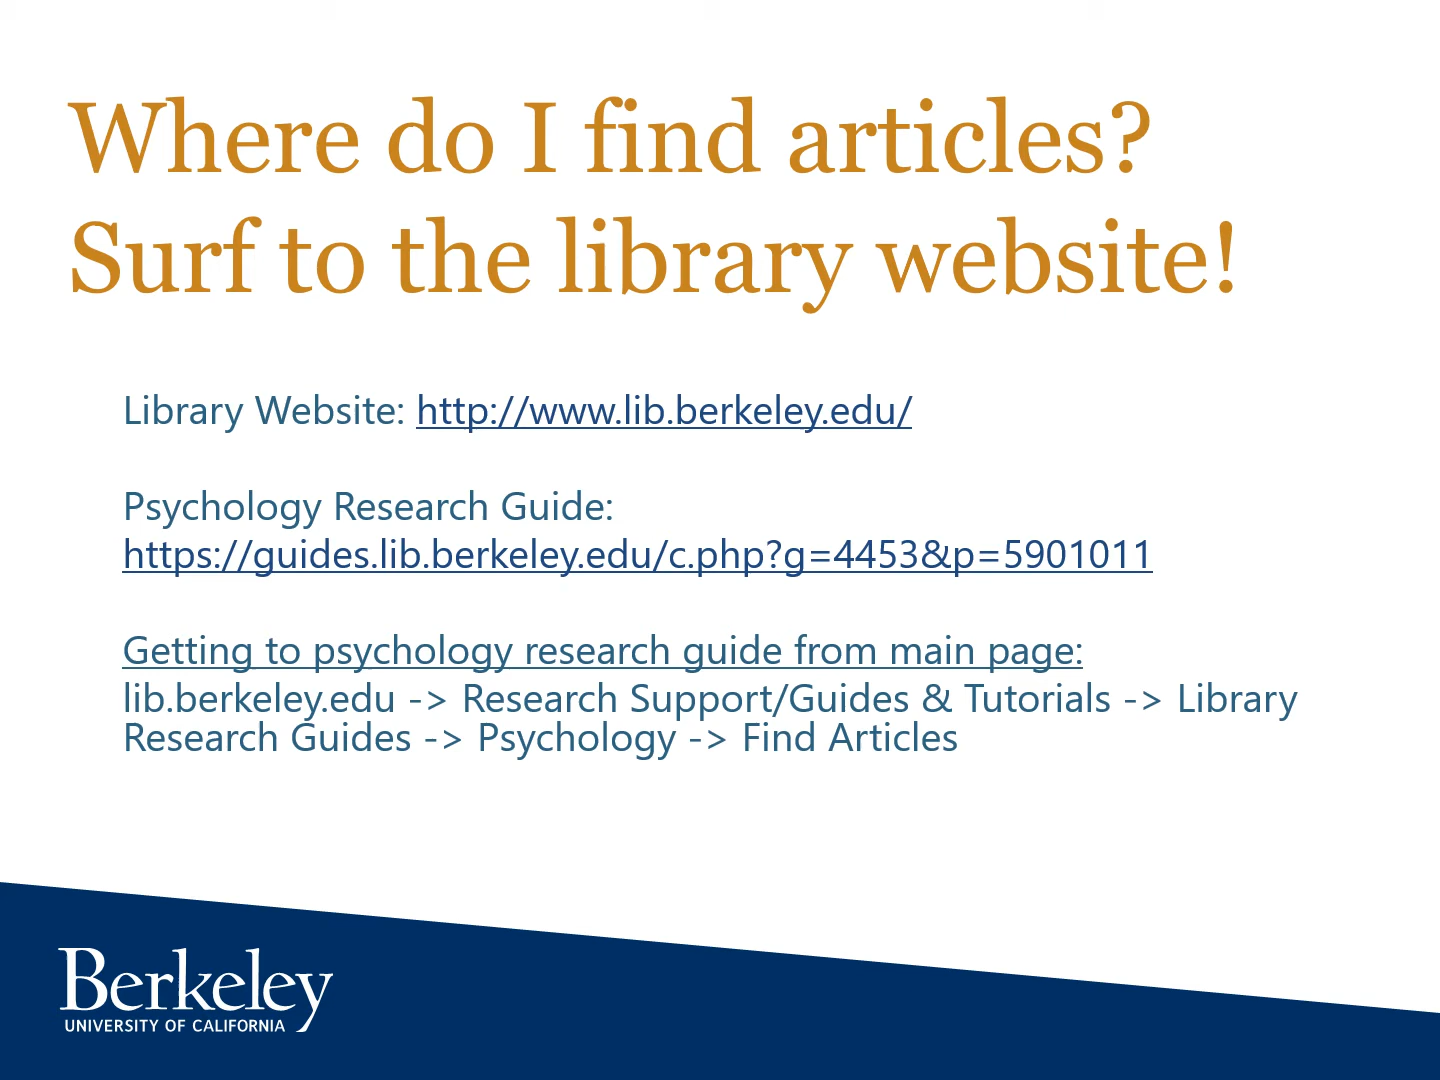 Where do I find articles?
Surf to the library website!
Library Website: http://www.lib.berkeley.edu/
Psychology Research Guide:
https://guides.lib.berkeley.edu/c.php?g=4453&p=5901011
Getting to psychology research guide from main page:
lib.berkeley.edu -> Research Support/Guides & Tutorials -> Library
Research Guides -> Psychology -> Find Articles
Berkeley
UNIVERSITY OF CALIFORNIA